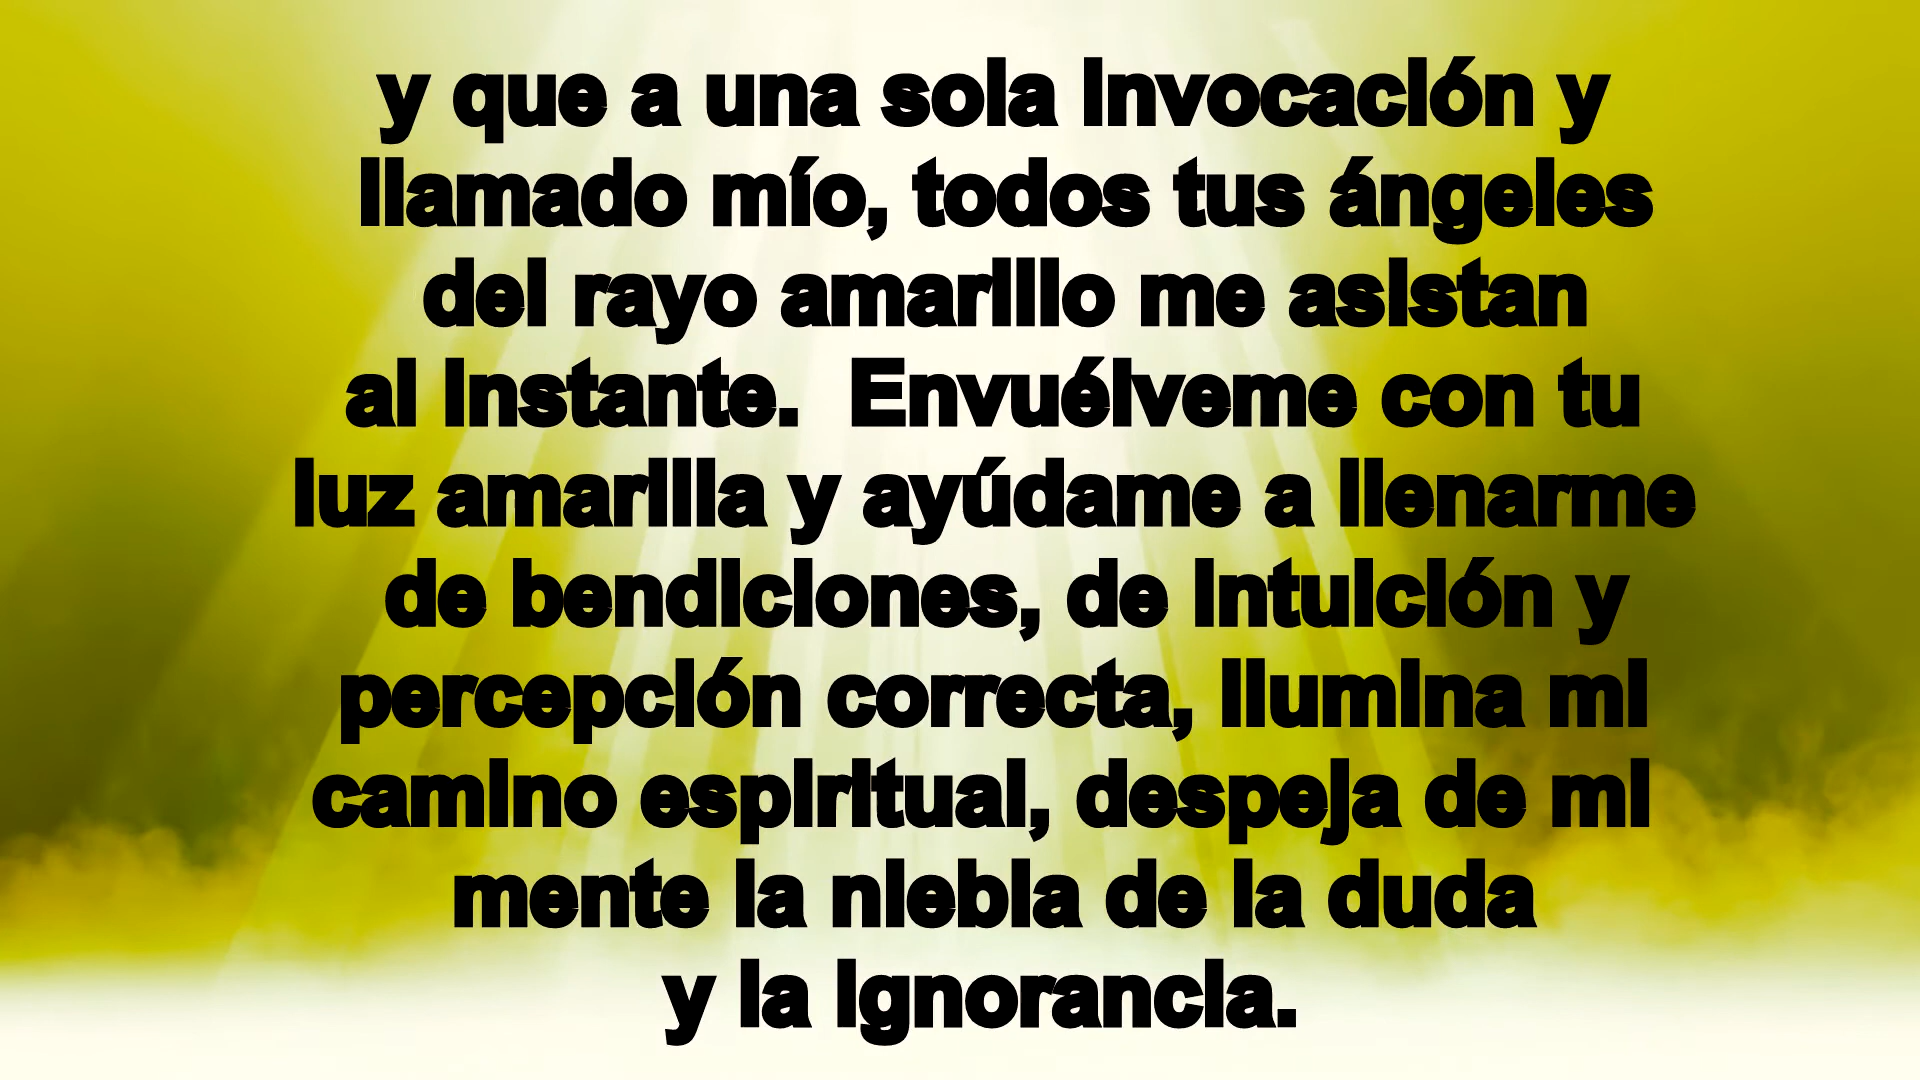 y que a una sola invocación y
llamado mío, todos tus ángeles
del rayo amarillo me asistan
al instante.  Envuélveme con tu
luz amarilla y ayúdame a llenarme
de bendiciones, de intuición y
percepción correcta, ilumina mi
camino espiritual, despeja de mi
mente la niebla de la duda
y la ignorancia.